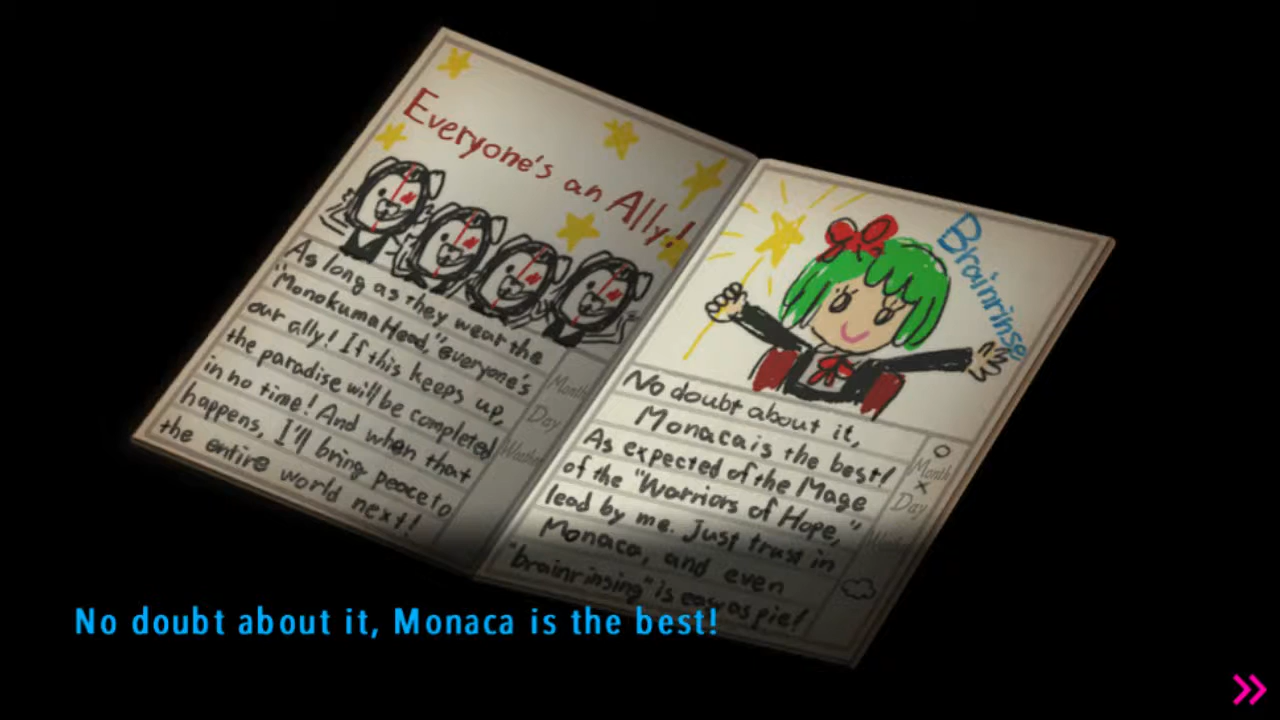 Everyone's an Ally!
As long as they wear the
"Monokuma Head," everyone's
our ally! If this keeps up,
the paradise will be completed
in no time! And when that
happens, I'll bring peace to
the entire world next!
Month
Day
Weather
Brainrinse
No doubt about it,
Monaca is the best!
As expected of the Mage
of the "Warriors of Hope,"
lead by me. Just trust in
Monaca, and even
"brainrinsing" is easy as pie!
Month
Day
No doubt about it, Monaca is the best!